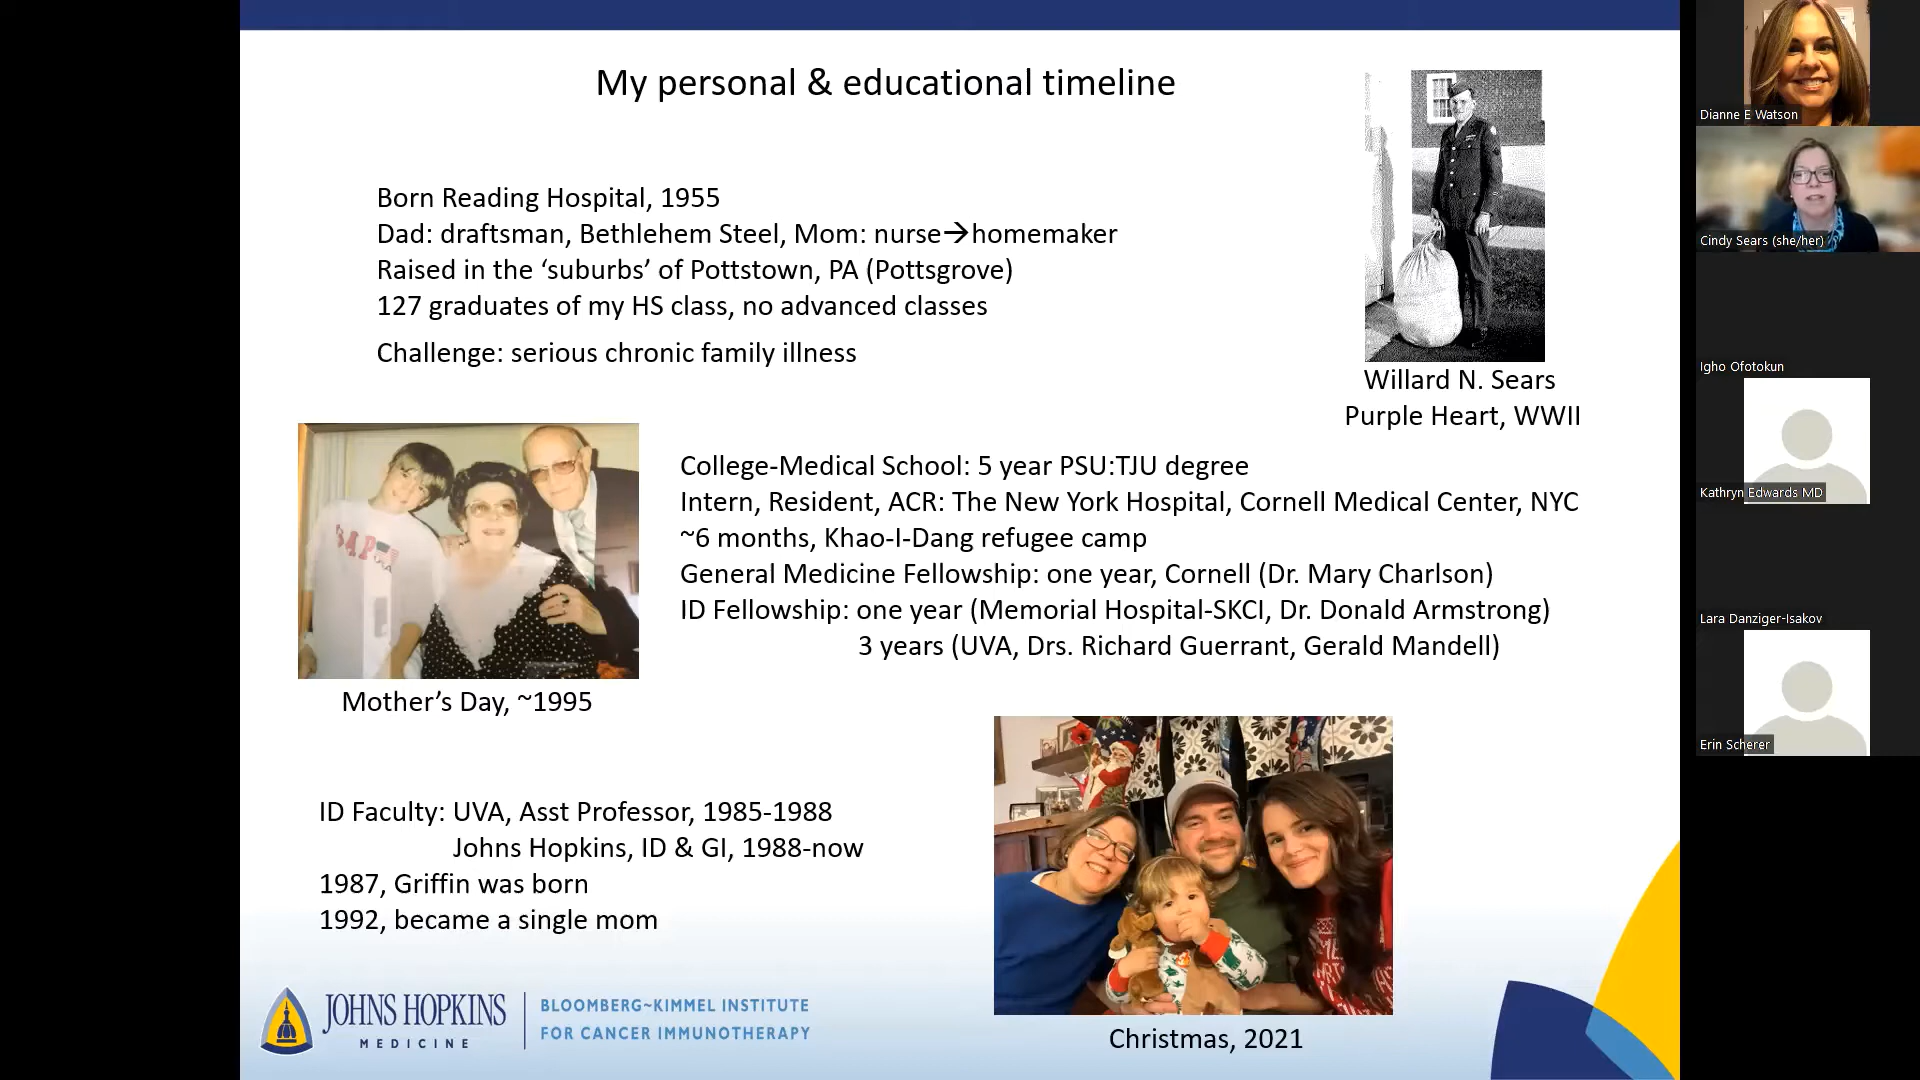 My personal & educational timeline
Born Reading Hospital, 1955
Dad: draftsman, Bethlehem Steel, Mom: nurse→homemaker
Raised in the ‘suburbs’ of Pottstown, PA (Pottsgrove)
127 graduates of my HS class, no advanced classes
Challenge: serious chronic family illness
Willard N. Sears
Purple Heart, WWII
College-Medical School: 5 year PSU:TJU degree
Intern, Resident, ACR: The New York Hospital, Cornell Medical Center, NYC
~6 months, Khao-I-Dang refugee camp
General Medicine Fellowship: one year, Cornell (Dr. Mary Charlson)
ID Fellowship: one year (Memorial Hospital-SKCI, Dr. Donald Armstrong)
3 years (UVA, Drs. Richard Guerrant, Gerald Mandell)
Mother’s Day, ~1995
ID Faculty: UVA, Asst Professor, 1985-1988
Johns Hopkins, ID & GI, 1988-now
1987, Griffin was born
1992, became a single mom
Christmas, 2021
JOHNS HOPKINS
MEDICINE
BLOOMBERG~KIMMEL INSTITUTE
FOR CANCER IMMUNOTHERAPY
Dianne E Watson
Cindy Sears (she/her)
Igho Ofotokun
Kathryn Edwards MD
Lara Danziger-Isakov
Erin Scherer